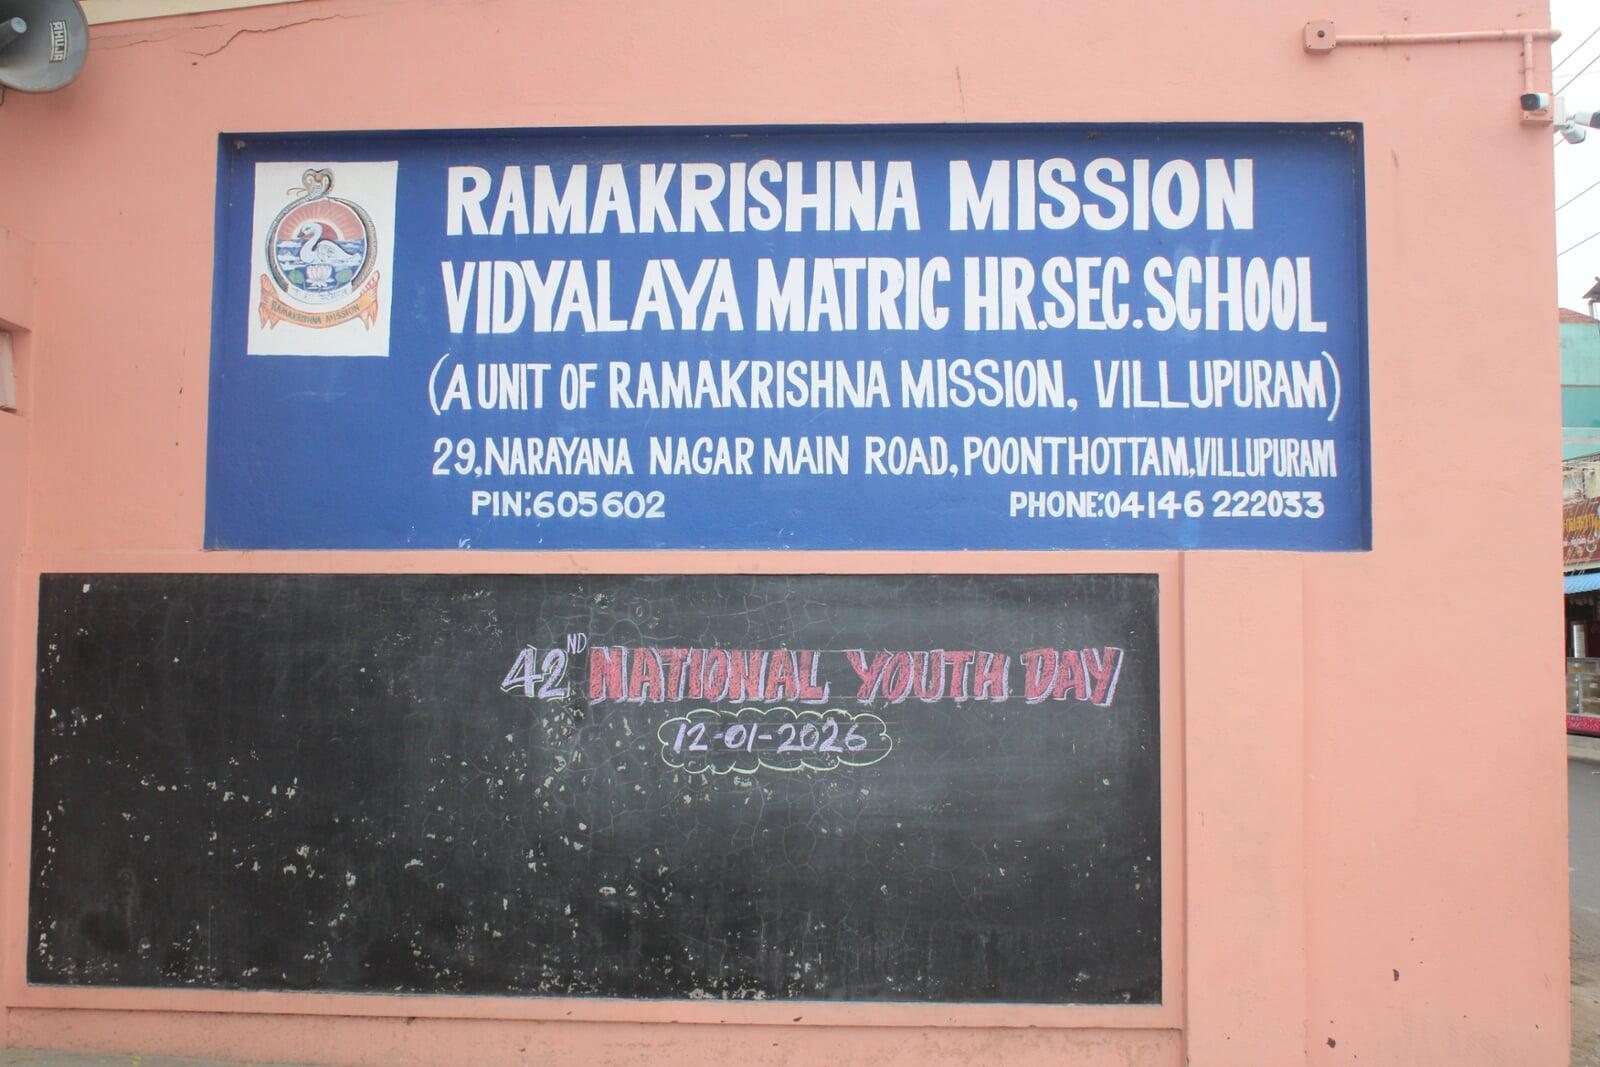 AHUJA
RAMAKRISHNA MISSION
RAMAKRISHNA MISSION
VIDYALAYA MATRIC HR.SEC.SCHOOL
(A UNIT OF RAMAKRISHNA MISSION, VILLUPURAM)
29,NARAYANA NAGAR MAIN ROAD,POONTHOTTAM,VILLUPURAM
PIN:605602 PHONE:04146 222033
42ND NATIONAL YOUTH DAY
12-01-2026